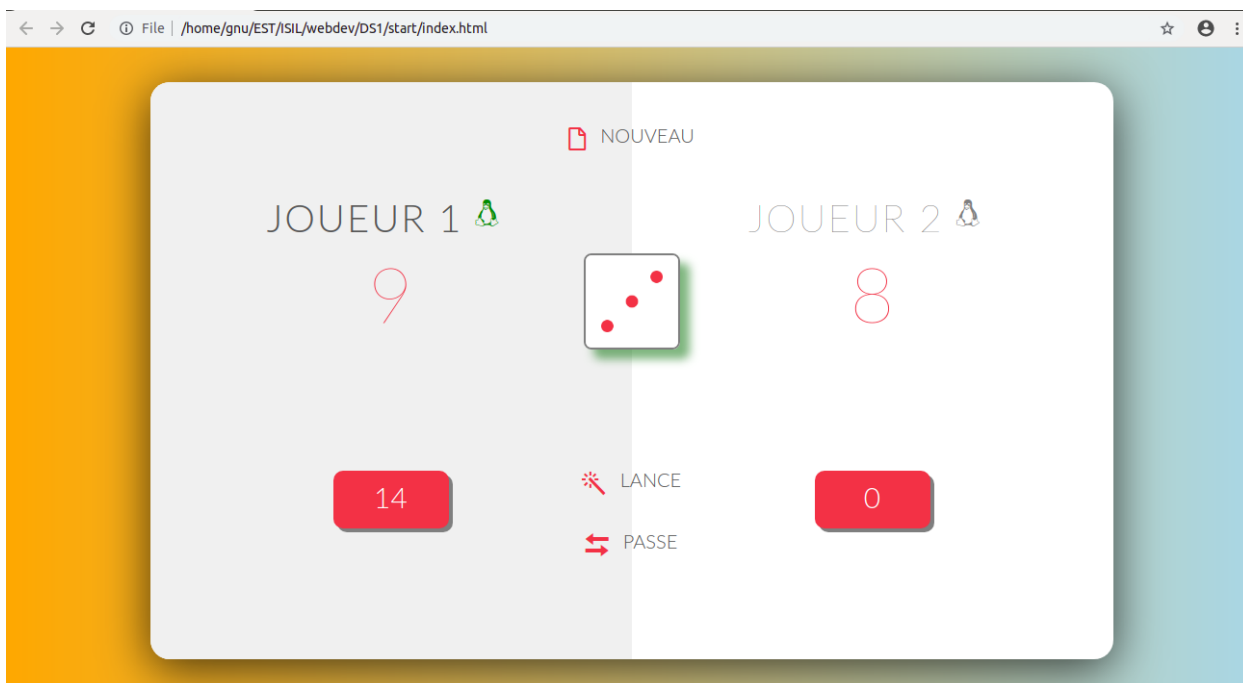 File | /home/gnu/EST/ISIL/webdev/DS1/start/index.html
NOUVEAU
JOUEUR 1
JOUEUR 2
9
8
14
LANCE
0
PASSE